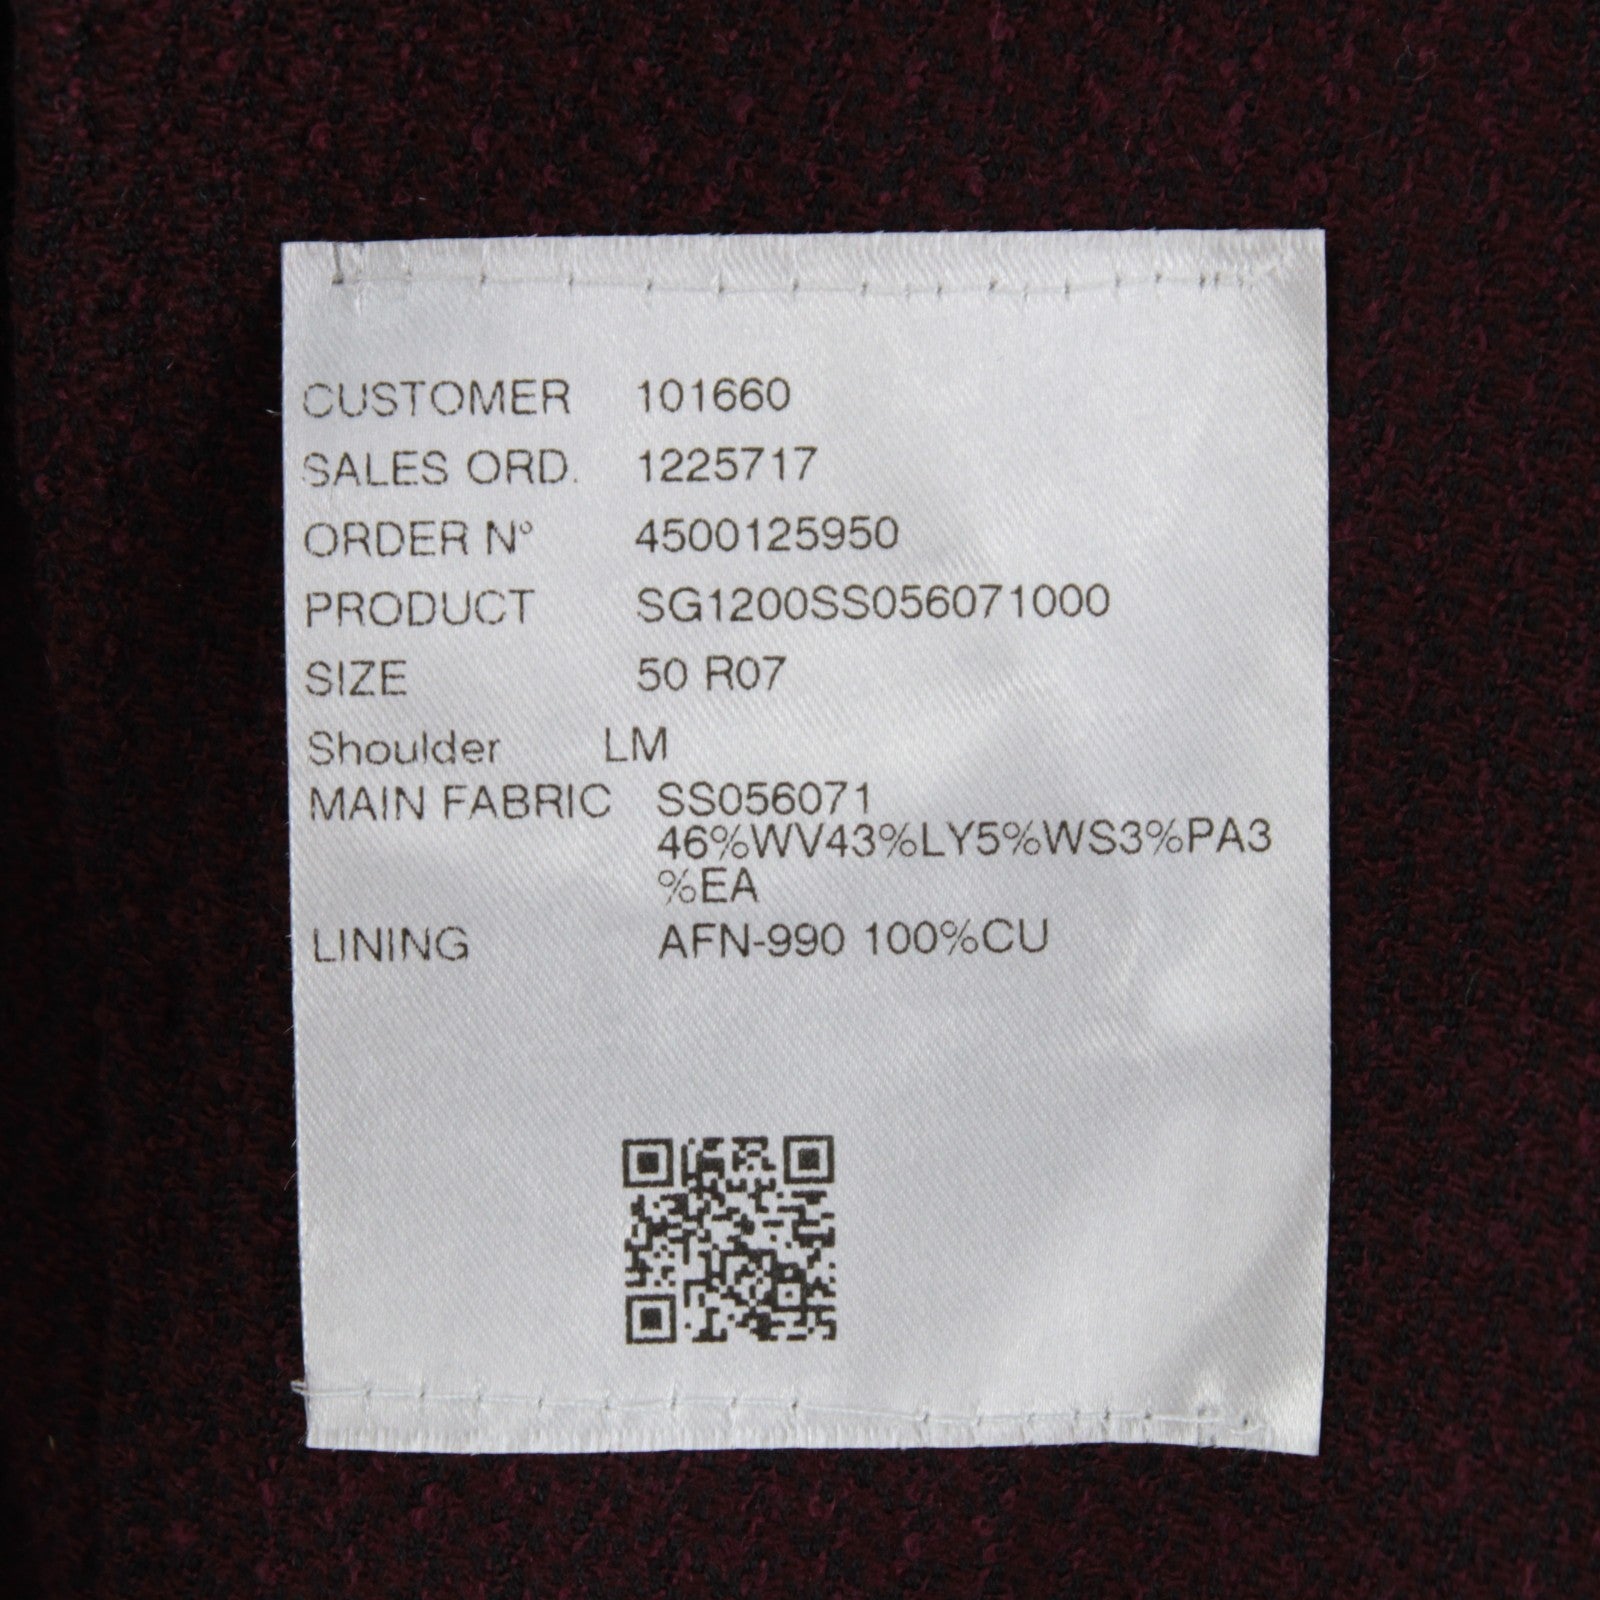 CUSTOMER 101660
SALES ORD. 1225717
ORDER N° 4500125950
PRODUCT SG1200SS056071000
SIZE 50 R07
Shoulder LM
MAIN FABRIC SS056071
46%WV43%LY5%WS3%PA3
%EA
LINING AFN-990 100%CU